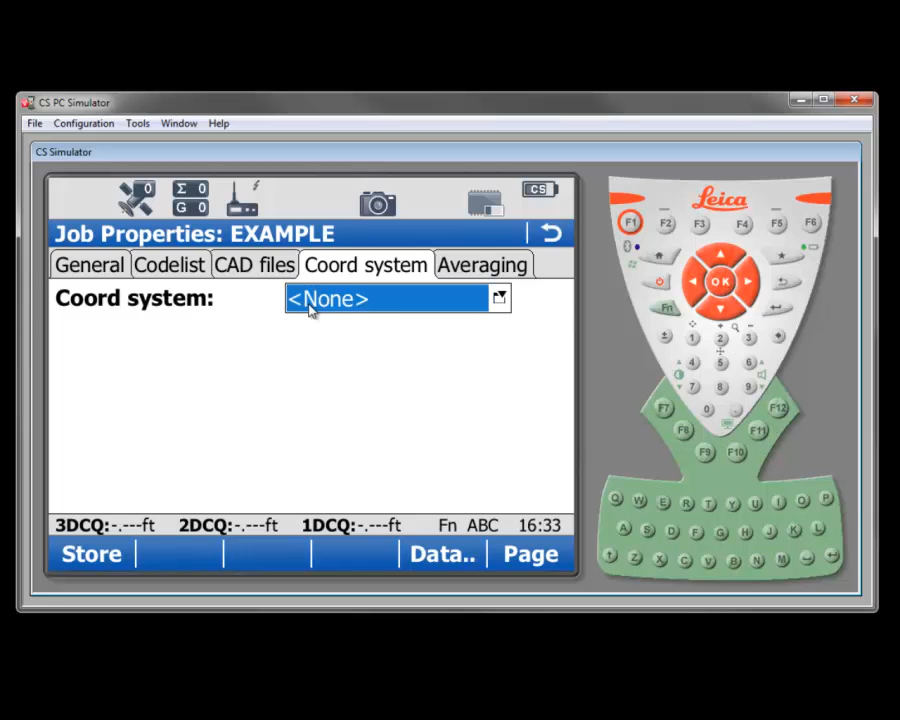 CS PC Simulator
File Configuration Tools Window Help
CS Simulator
0
Σ 0
G 0
CS
Job Properties: EXAMPLE
General Codelist CAD files Coord system Averaging
Coord system: <None>
3DCQ:-.---ft 2DCQ:-.---ft 1DCQ:-.---ft Fn ABC 16:33
Store Data.. Page
Leica
F1 F2 F3 F4 F5 F6
OK
Fn
1 2 3
4 5 6
7 8 9
0 .
F7 F12
F8 F11
F9 F10
Q W E R T Y U I O P
A S D F G H J K L
Z X C V B N M